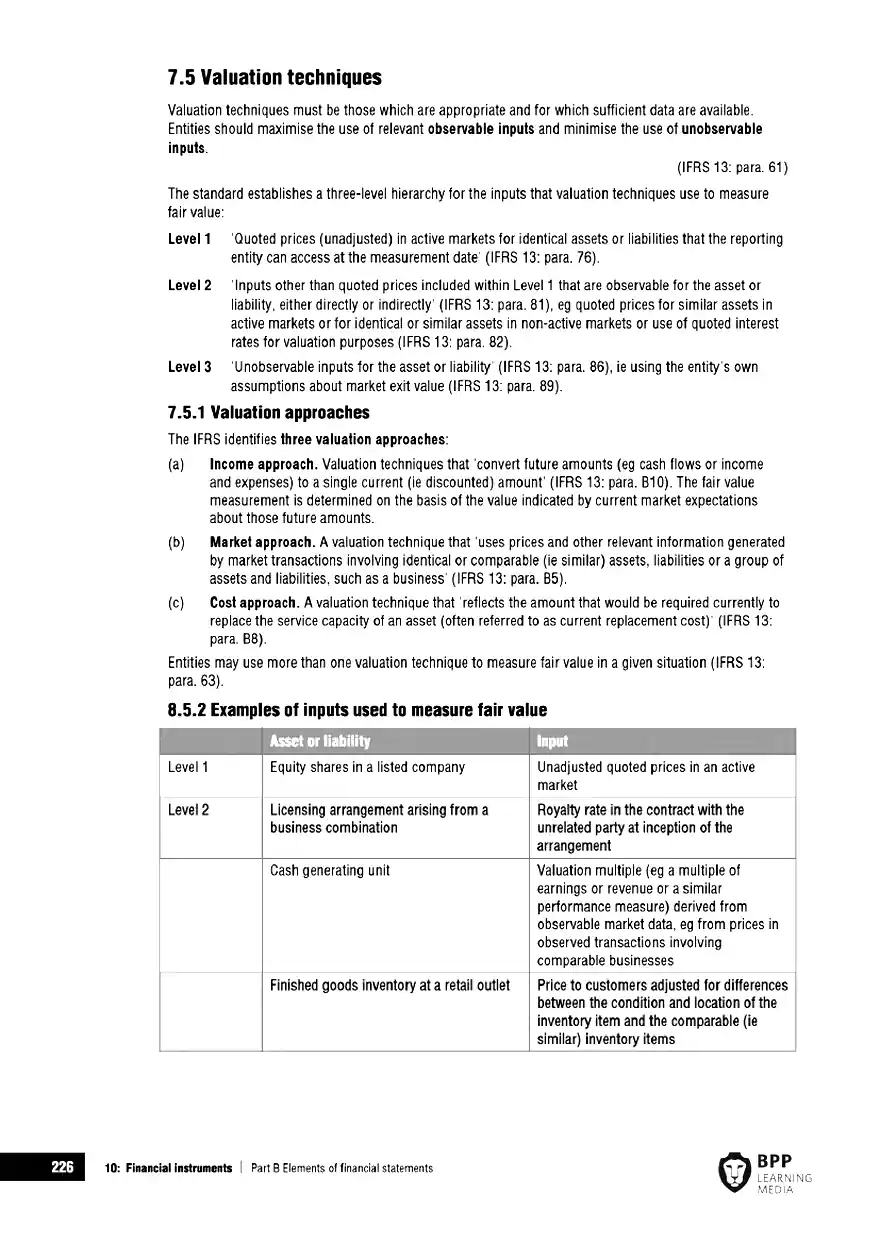 7.5 Valuation techniques
Valuation techniques must be those which are appropriate and for which sufficient data are available.
Entities should maximise the use of relevant observable inputs and minimise the use of unobservable
inputs.
(IFRS 13: para. 61)
The standard establishes a three-level hierarchy for the inputs that valuation techniques use to measure
fair value:
Level 1 'Quoted prices (unadjusted) in active markets for identical assets or liabilities that the reporting
entity can access at the measurement date' (IFRS 13: para. 76).
Level 2 'Inputs other than quoted prices included within Level 1 that are observable for the asset or
liability, either directly or indirectly' (IFRS 13: para. 81), eg quoted prices for similar assets in
active markets or for identical or similar assets in non-active markets or use of quoted interest
rates for valuation purposes (IFRS 13: para. 82).
Level 3 'Unobservable inputs for the asset or liability' (IFRS 13: para. 86), ie using the entity's own
assumptions about market exit value (IFRS 13: para. 89).
7.5.1 Valuation approaches
The IFRS identifies three valuation approaches:
(a) Income approach. Valuation techniques that 'convert future amounts (eg cash flows or income
and expenses) to a single current (ie discounted) amount' (IFRS 13: para. B10). The fair value
measurement is determined on the basis of the value indicated by current market expectations
about those future amounts.
(b) Market approach. A valuation technique that 'uses prices and other relevant information generated
by market transactions involving identical or comparable (ie similar) assets, liabilities or a group of
assets and liabilities, such as a business' (IFRS 13: para. B5).
(c) Cost approach. A valuation technique that 'reflects the amount that would be required currently to
replace the service capacity of an asset (often referred to as current replacement cost)' (IFRS 13:
para. B8).
Entities may use more than one valuation technique to measure fair value in a given situation (IFRS 13:
para. 63).
8.5.2 Examples of inputs used to measure fair value
Asset or liability Input
Level 1 Equity shares in a listed company Unadjusted quoted prices in an active
market
Level 2 Licensing arrangement arising from a Royalty rate in the contract with the
business combination unrelated party at inception of the
arrangement
Cash generating unit Valuation multiple (eg a multiple of
earnings or revenue or a similar
performance measure) derived from
observable market data, eg from prices in
observed transactions involving
comparable businesses
Finished goods inventory at a retail outlet Price to customers adjusted for differences
between the condition and location of the
inventory item and the comparable (ie
similar) inventory items
226 10: Financial instruments | Part B Elements of financial statements
BPP
LEARNING
MEDIA